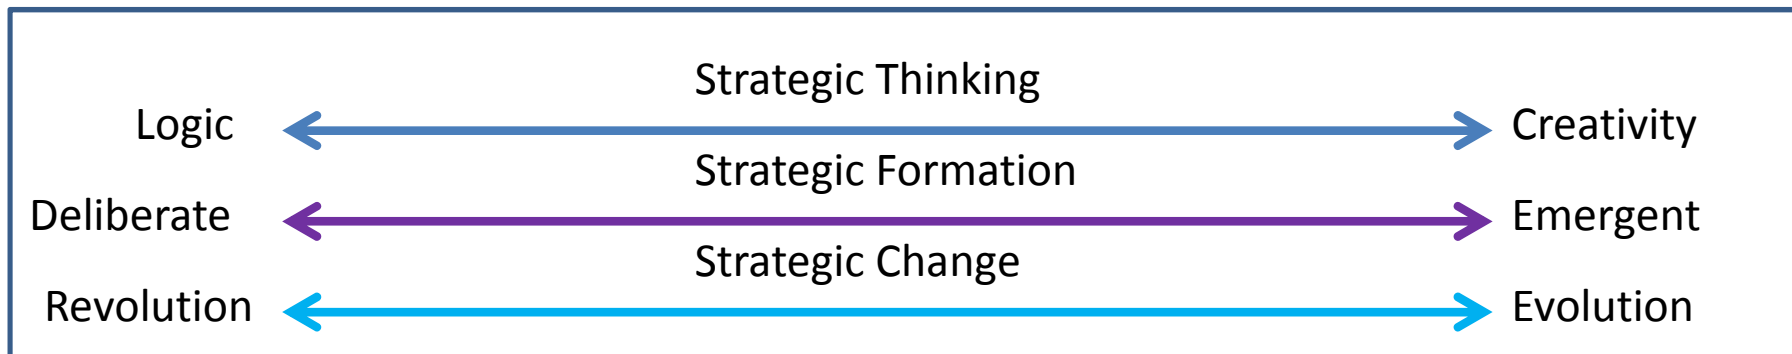 Strategic Thinking
Logic Creativity
Strategic Formation
Deliberate Emergent
Strategic Change
Revolution Evolution